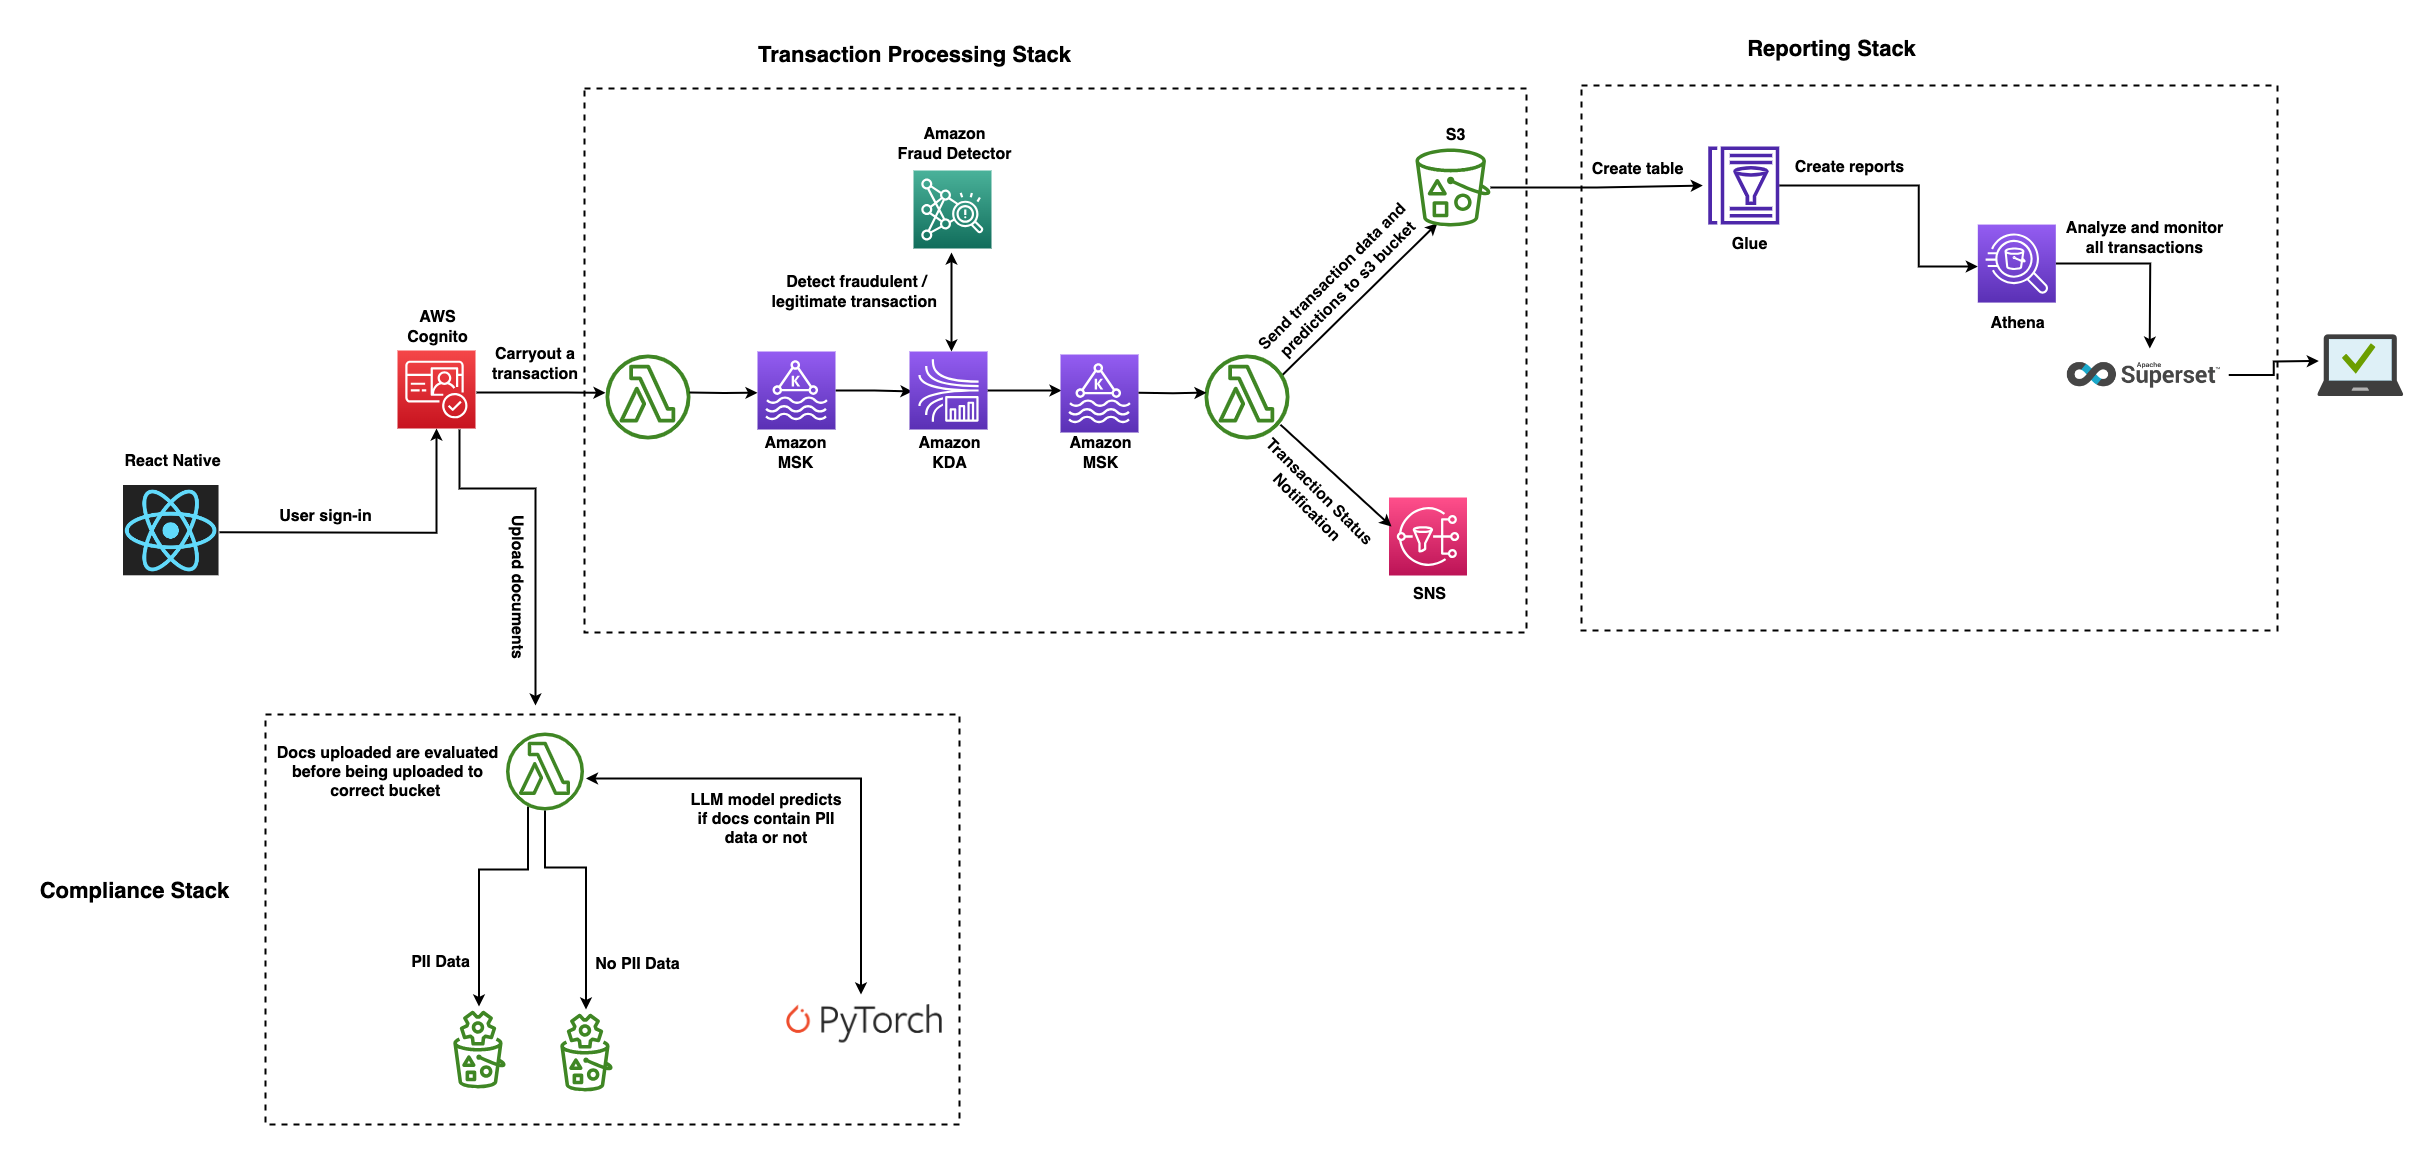 Transaction Processing Stack
Reporting Stack
Amazon
Fraud Detector
S3
Create table
Create reports
Glue
Analyze and monitor
all transactions
Athena
Apache
Superset
Detect fraudulent /
legitimate transaction
Send transaction data and
predictions to s3 bucket
AWS
Cognito
Carryout a
transaction
K
K
Amazon
MSK
Amazon
KDA
Amazon
MSK
Transaction Status
Notification
SNS
React Native
User sign-in
Upload documents
Docs uploaded are evaluated
before being uploaded to
correct bucket
LLM model predicts
if docs contain PII
data or not
Compliance Stack
PII Data
No PII Data
PyTorch